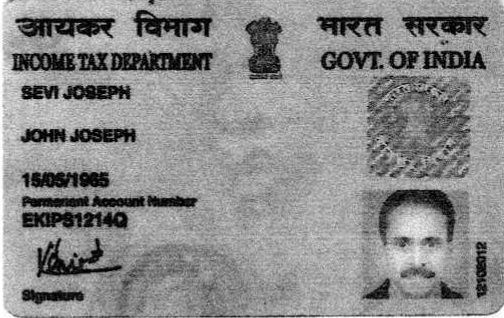 आयकर विभाग
भारत सरकार
INCOME TAX DEPARTMENT
GOVT. OF INDIA
SEVI JOSEPH
JOHN JOSEPH
15/05/1965
Permanent Account Number
EKIPS1214Q
Signature
12102012